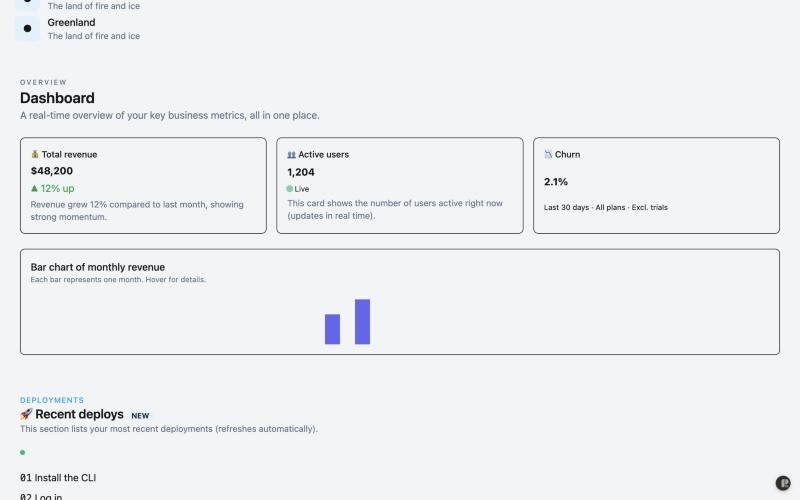 The land of fire and ice
Greenland
The land of fire and ice
OVERVIEW
Dashboard
A real-time overview of your key business metrics, all in one place.
Total revenue
$48,200
▲ 12% up
Revenue grew 12% compared to last month, showing
strong momentum.
Active users
1,204
Live
This card shows the number of users active right now
(updates in real time).
Churn
2.1%
Last 30 days · All plans · Excl. trials
Bar chart of monthly revenue
Each bar represents one month. Hover for details.
DEPLOYMENTS
🚀 Recent deploys NEW
This section lists your most recent deployments (refreshes automatically).
01 Install the CLI
02 Log in